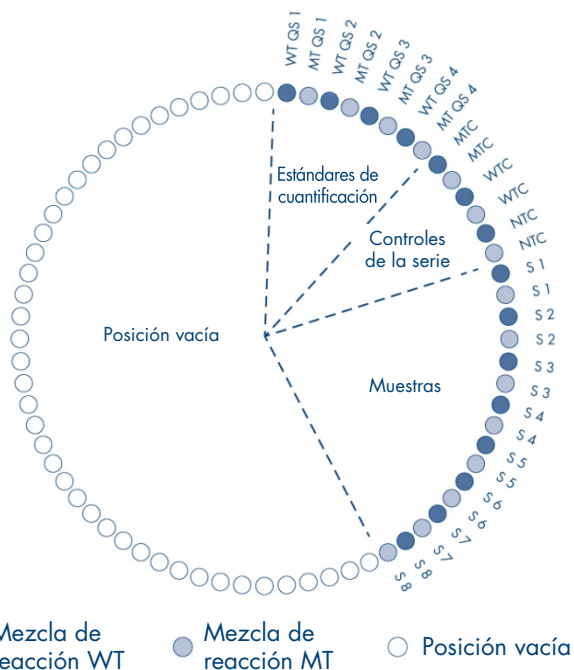 WT QS 1
MT QS 1
WT QS 2
MT QS 2
WT QS 3
MT QS 3
WT QS 4
MT QS 4
MTC
MTC
WTC
WTC
NTC
NTC
S 1
S 1
S 2
S 2
S 3
S 3
S 4
S 4
S 5
S 5
S 6
S 6
S 7
S 7
S 8
S 8
Estándares de
cuantificación
Controles
de la serie
Posición vacía
Muestras
Mezcla de
reacción WT
Mezcla de
reacción MT
Posición vacía